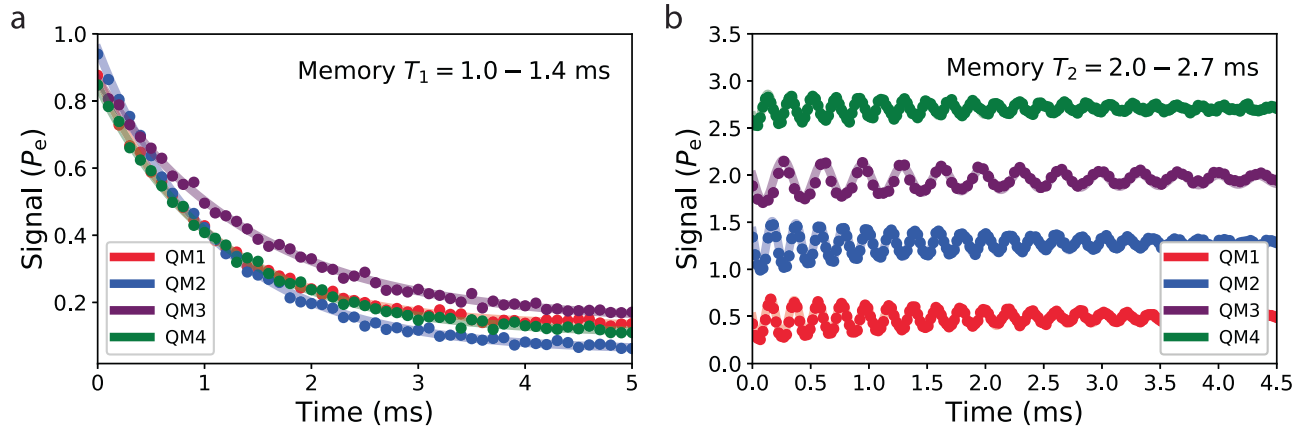 a
Memory T₁ = 1.0 − 1.4 ms
Signal (Pₑ)
1.0
0.8
0.6
0.4
0.2
QM1
QM2
QM3
QM4
0 1 2 3 4 5
Time (ms)
b
Memory T₂ = 2.0 − 2.7 ms
Signal (Pₑ)
3.5
3.0
2.5
2.0
1.5
1.0
0.5
0.0
QM1
QM2
QM3
QM4
0.0 0.5 1.0 1.5 2.0 2.5 3.0 3.5 4.0 4.5
Time (ms)